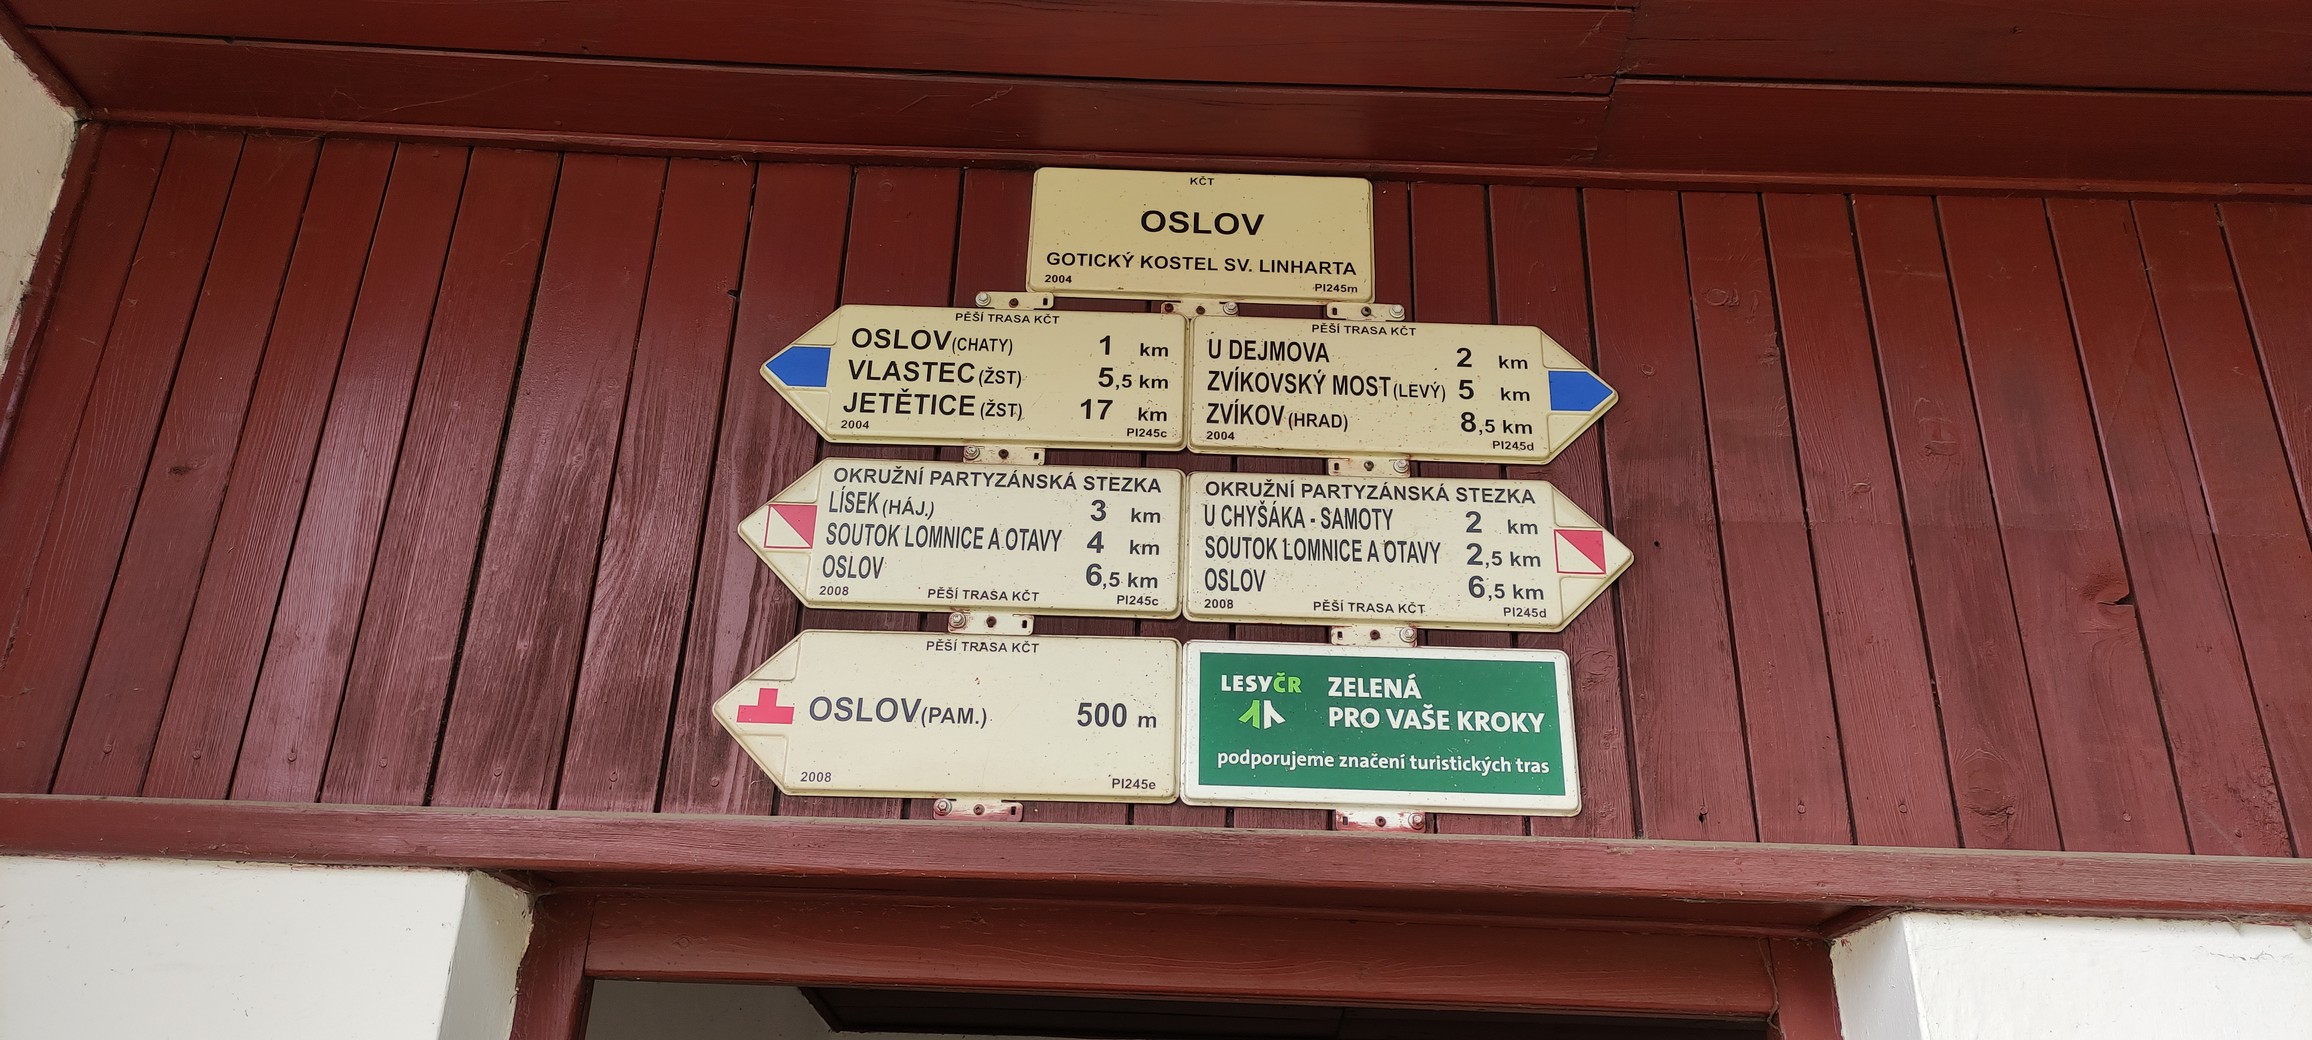 KČT
OSLOV
GOTICKÝ KOSTEL SV. LINHARTA
2004 PI245m
PĚŠÍ TRASA KČT
OSLOV (CHATY) 1 km
VLASTEC (ŽST) 5,5 km
JETĚTICE (ŽST) 17 km
2004 PI245c
PĚŠÍ TRASA KČT
U DEJMOVA 2 km
ZVÍKOVSKÝ MOST (LEVÝ) 5 km
ZVÍKOV (HRAD) 8,5 km
2004 PI245d
OKRUŽNÍ PARTYZÁNSKÁ STEZKA
LÍSEK (HÁJ.) 3 km
SOUTOK LOMNICE A OTAVY 4 km
OSLOV 6,5 km
2008 PĚŠÍ TRASA KČT PI245c
OKRUŽNÍ PARTYZÁNSKÁ STEZKA
U CHYŠÁKA - SAMOTY 2 km
SOUTOK LOMNICE A OTAVY 2,5 km
OSLOV 6,5 km
2008 PĚŠÍ TRASA KČT PI245d
PĚŠÍ TRASA KČT
OSLOV (PAM.) 500 m
2008 PI245e
LESYČR ZELENÁ
PRO VAŠE KROKY
podporujeme značení turistických tras